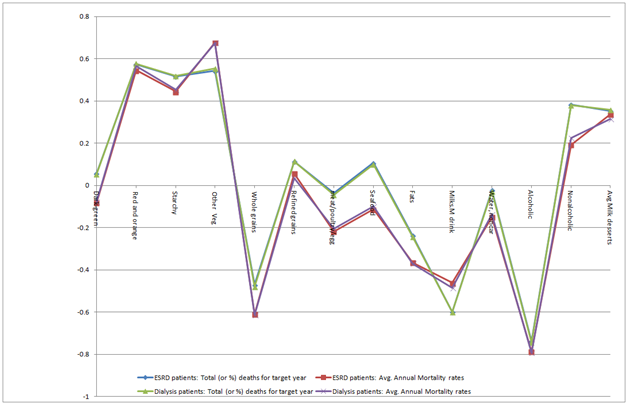 0.8
0.6
0.4
0.2
0
-0.2
-0.4
-0.6
-0.8
-1
Red and orange
Starchy
Other Veg
Whole grains
Refined grains
Seafood
Fats
Milks,M drink
Alcoholic
Nonalcoholic
Avg.Milk desserts
ESRD patients: Total (or %) deaths for target year
ESRD patients: Avg. Annual Mortality rates
Dialysis patients: Total (or %) deaths for target year
Dialysis patients: Avg. Annual Mortality rates